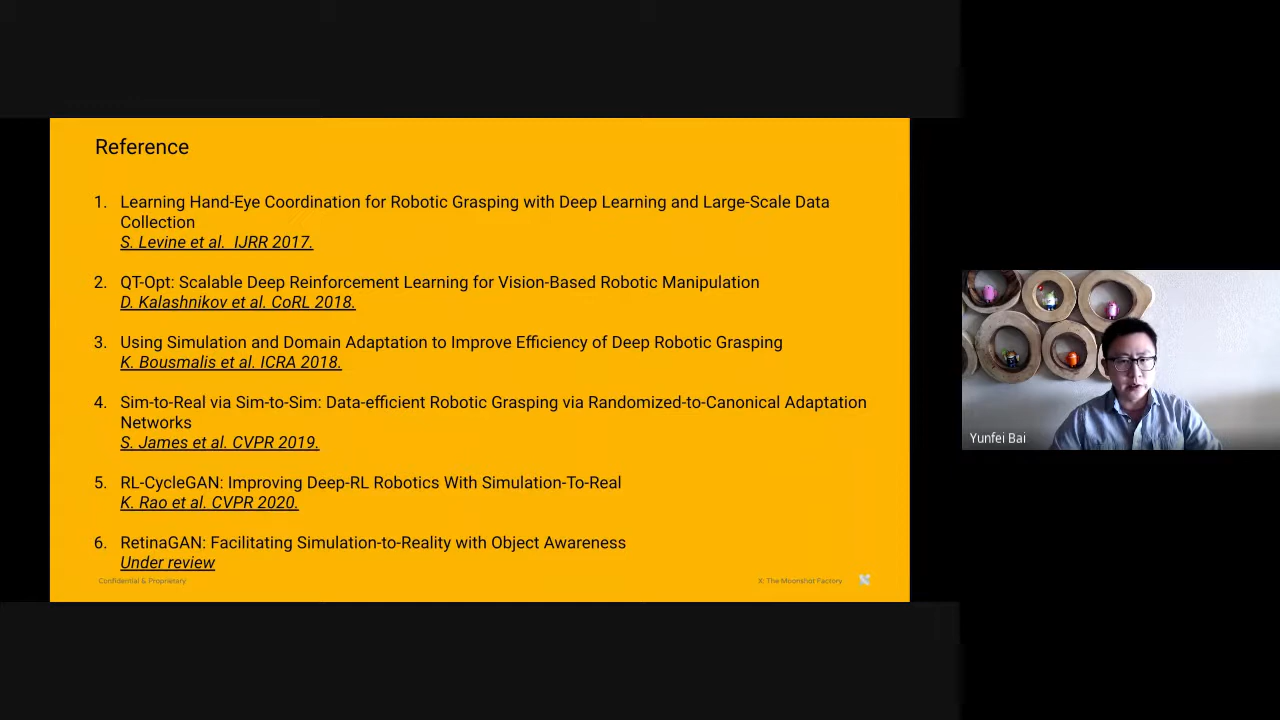 Reference
1. Learning Hand-Eye Coordination for Robotic Grasping with Deep Learning and Large-Scale Data
Collection
S. Levine et al. IJRR 2017.
2. QT-Opt: Scalable Deep Reinforcement Learning for Vision-Based Robotic Manipulation
D. Kalashnikov et al. CoRL 2018.
3. Using Simulation and Domain Adaptation to Improve Efficiency of Deep Robotic Grasping
K. Bousmalis et al. ICRA 2018.
4. Sim-to-Real via Sim-to-Sim: Data-efficient Robotic Grasping via Randomized-to-Canonical Adaptation
Networks
S. James et al. CVPR 2019.
5. RL-CycleGAN: Improving Deep-RL Robotics With Simulation-To-Real
K. Rao et al. CVPR 2020.
6. RetinaGAN: Facilitating Simulation-to-Reality with Object Awareness
Under review
Confidential & Proprietary
X: The Moonshot Factory
Yunfei Bai